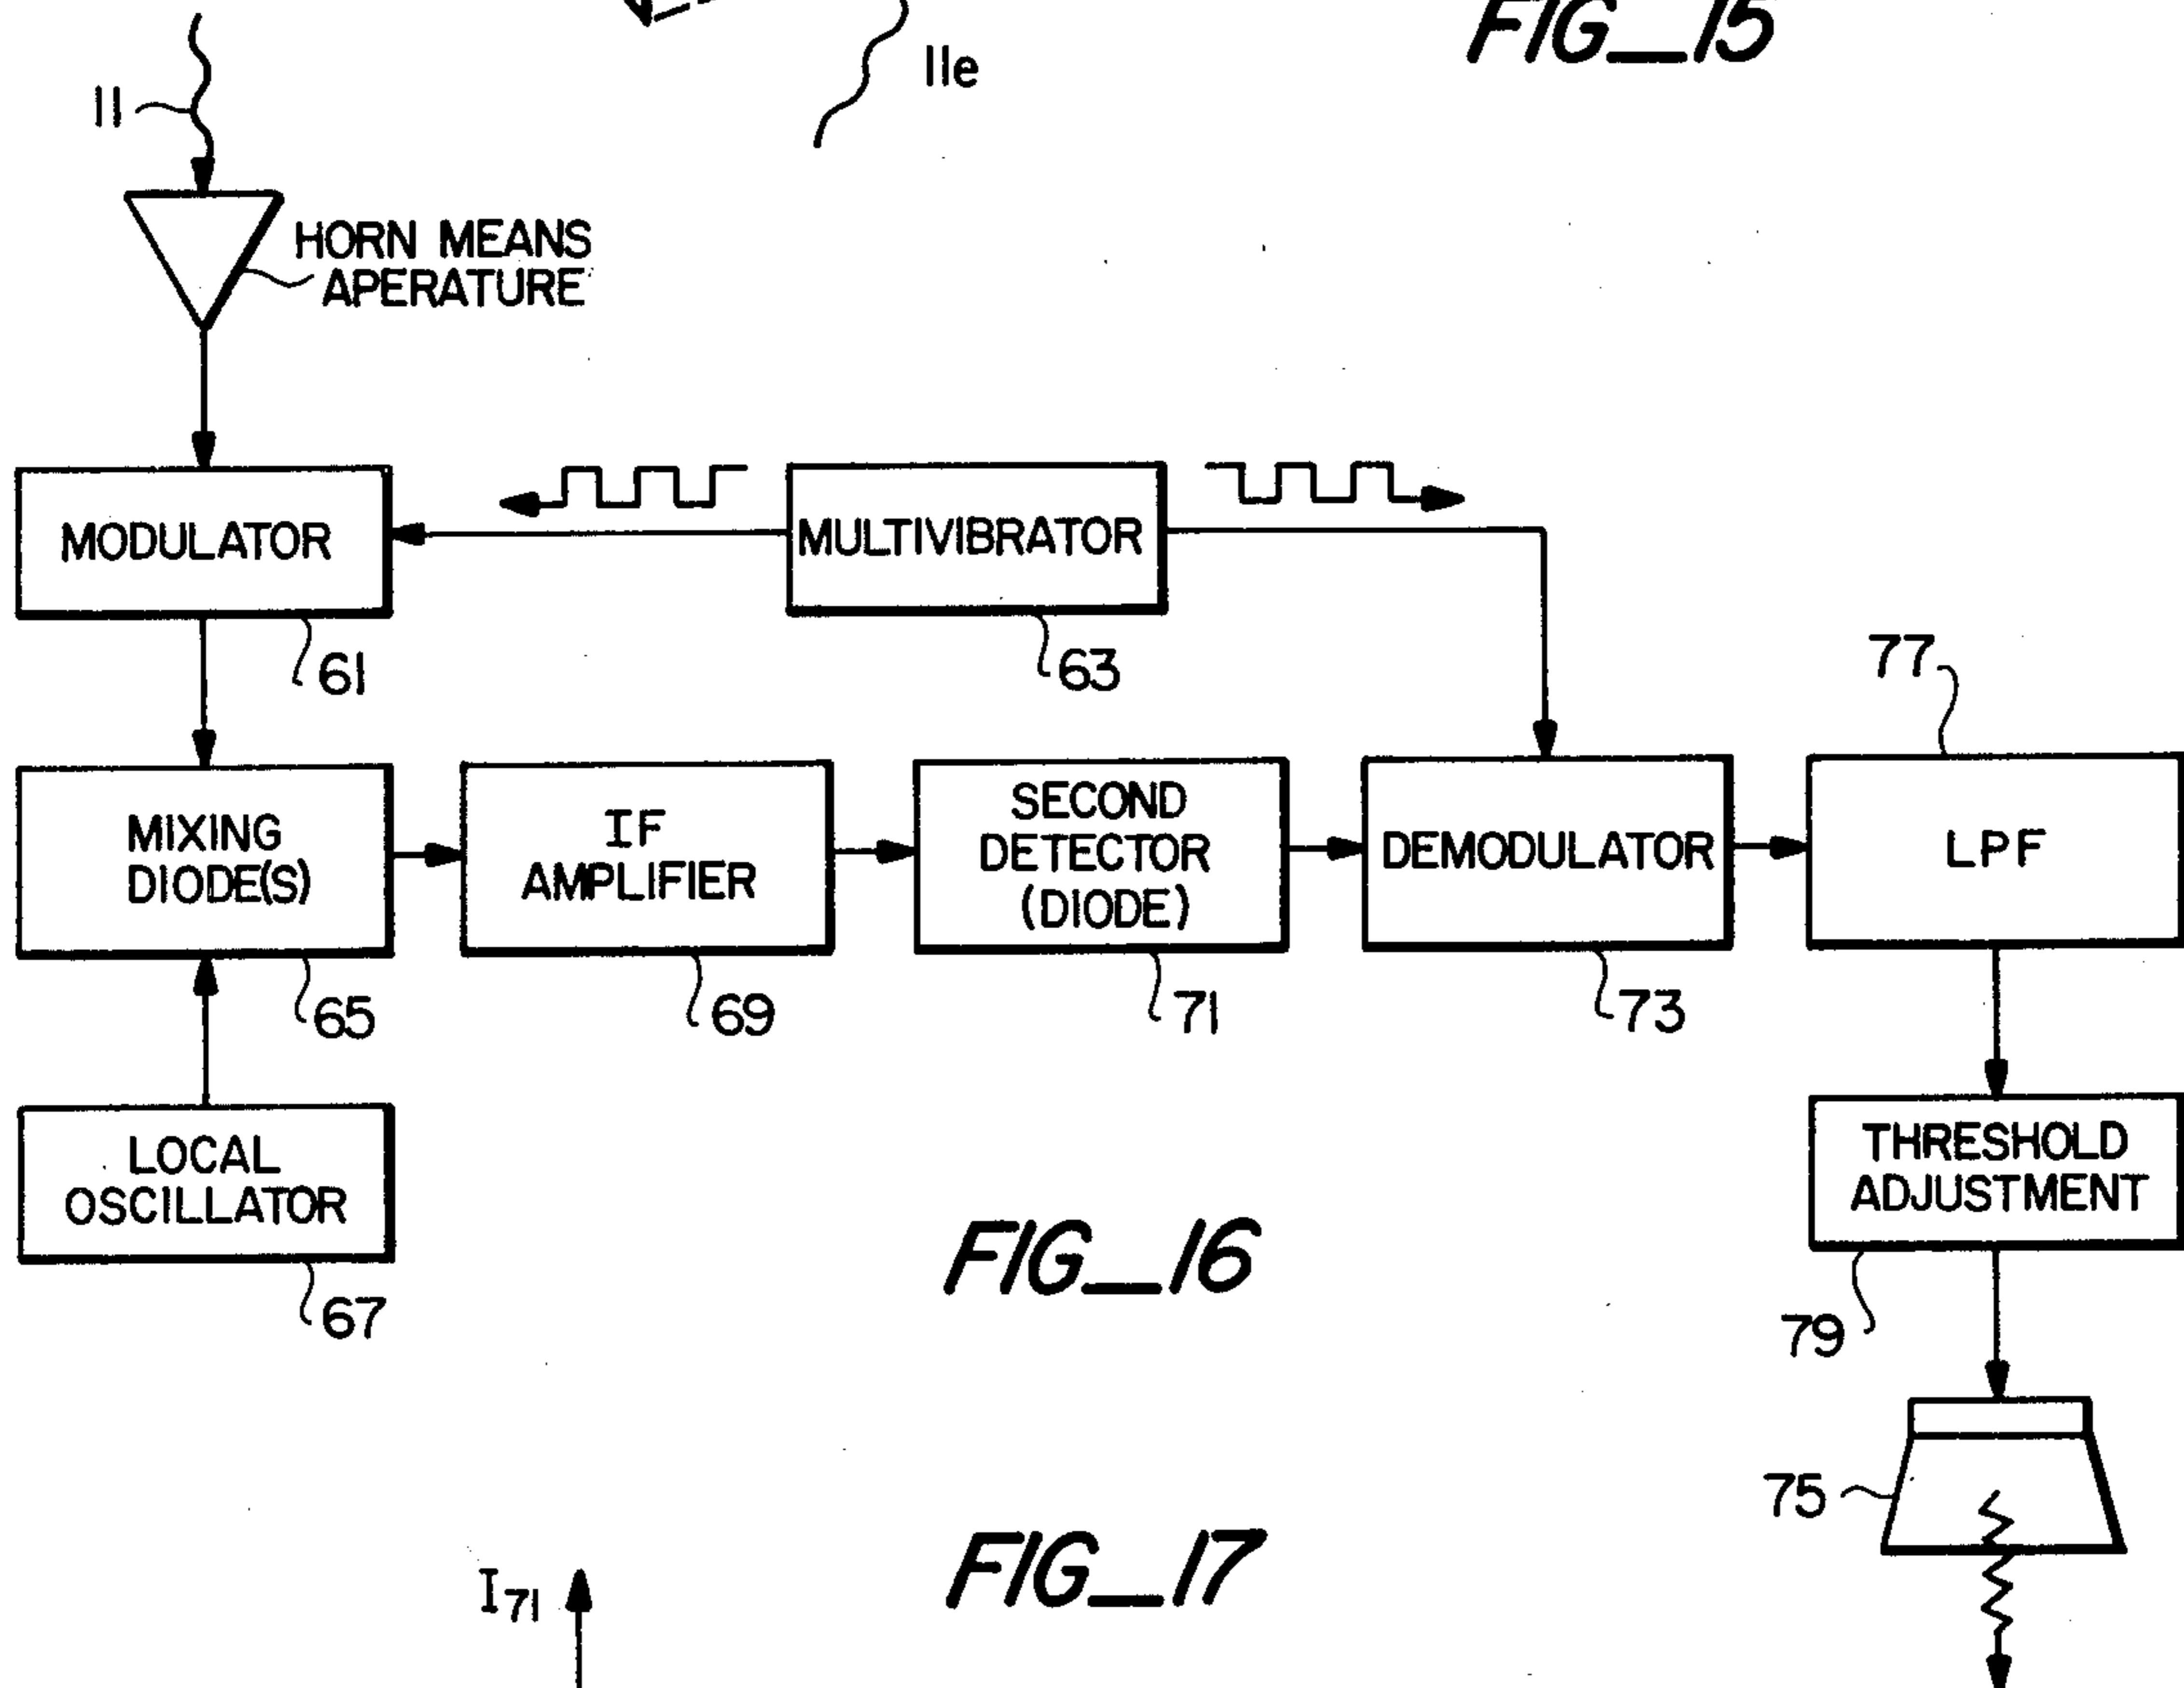 FIG_15
11e
11
HORN MEANS
APERATURE
MODULATOR
MULTIVIBRATOR
61
63
77
MIXING
DIODE(S)
IF
AMPLIFIER
SECOND
DETECTOR
(DIODE)
DEMODULATOR
LPF
65
69
71
73
LOCAL
OSCILLATOR
THRESHOLD
ADJUSTMENT
67
FIG_16
79
75
FIG_17
I71